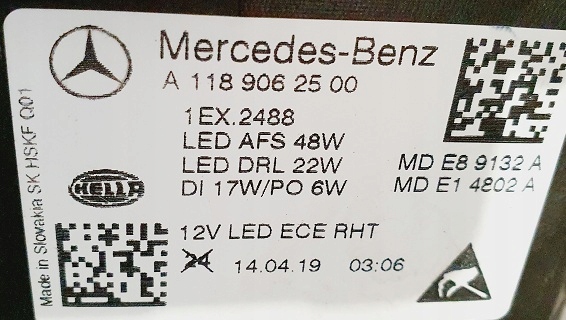 Mercedes-Benz
A 118 906 25 00
1EX.2488
LED AFS 48W
LED DRL 22W
MD E8 9132 A
DI 17W/PO 6W
MD E1 4802 A
HELLA
12V LED ECE RHT
24 14.04.19 03:06
Made in Slovakia SK HSKF Q01